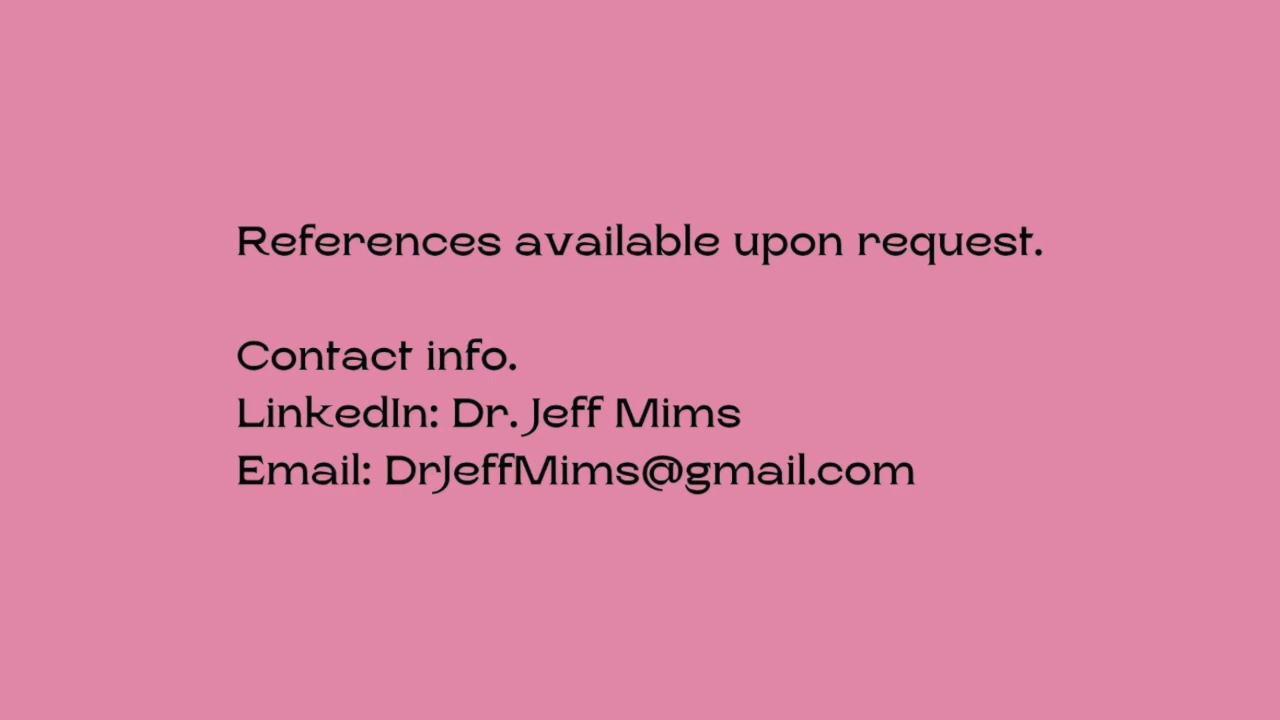 References available upon request.
Contact info.
LinkedIn: Dr. Jeff Mims
Email: DrJeffMims@gmail.com